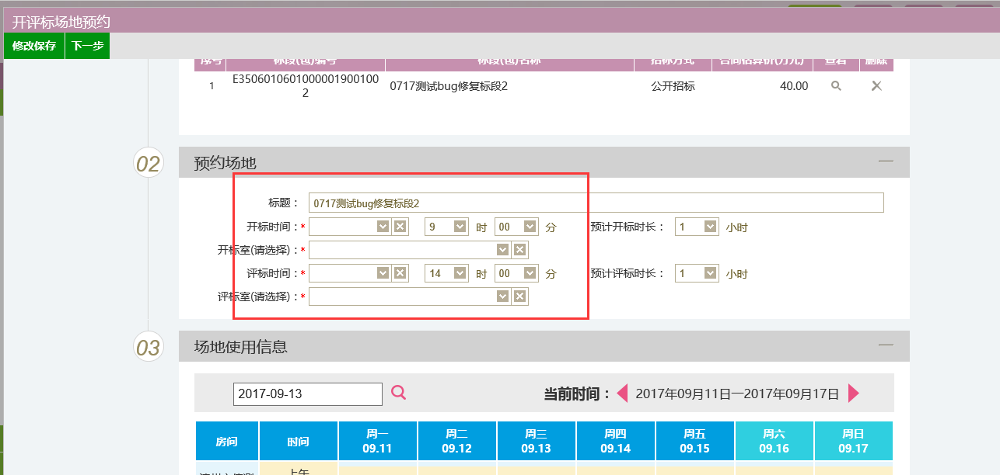 开评标场地预约
修改保存 下一步
序号 标段(包)编号 标段(包)名称 招标方式 合同估算价(万元) 查看 删除
1 E3506010601000001900100 0717测试bug修复标段2 公开招标 40.00
2
02 预约场地
标题： 0717测试bug修复标段2
开标时间：* 9 时 00 分 预计开标时长： 1 小时
开标室(请选择)：*
评标时间：* 14 时 00 分 预计评标时长： 1 小时
评标室(请选择)：*
03 场地使用信息
2017-09-13 当前时间： 2017年09月11日—2017年09月17日
房间 时间 周一 周二 周三 周四 周五 周六 周日
09.11 09.12 09.13 09.14 09.15 09.16 09.17
上午